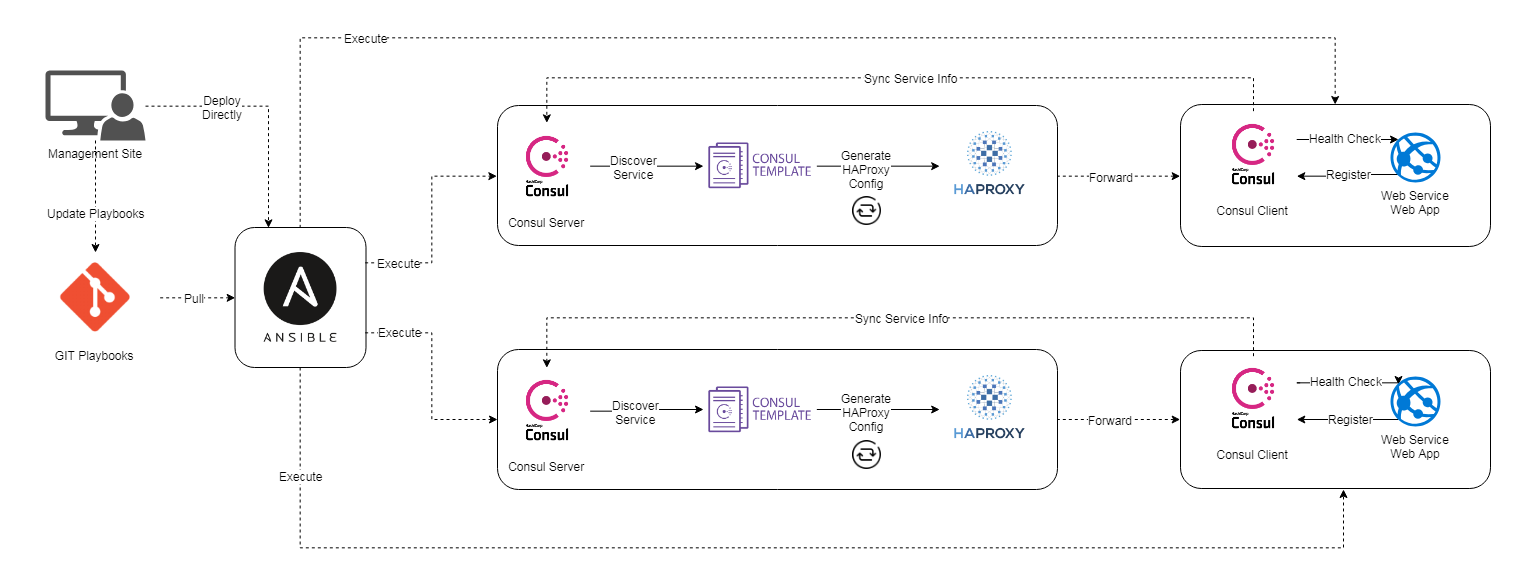 Execute
Sync Service Info
Deploy
Directly
Management Site
Consul
Consul Server
Discover
Service
CONSUL
TEMPLATE
Generate
HAProxy
Config
HAPROXY
Forward
Consul
Consul Client
Health Check
Register
Web Service
Web App
Update Playbooks
Execute
Pull
ANSIBLE
GIT Playbooks
Execute
Sync Service Info
Consul
Consul Server
Discover
Service
CONSUL
TEMPLATE
Generate
HAProxy
Config
HAPROXY
Forward
Consul
Consul Client
Health Check
Register
Web Service
Web App
Execute